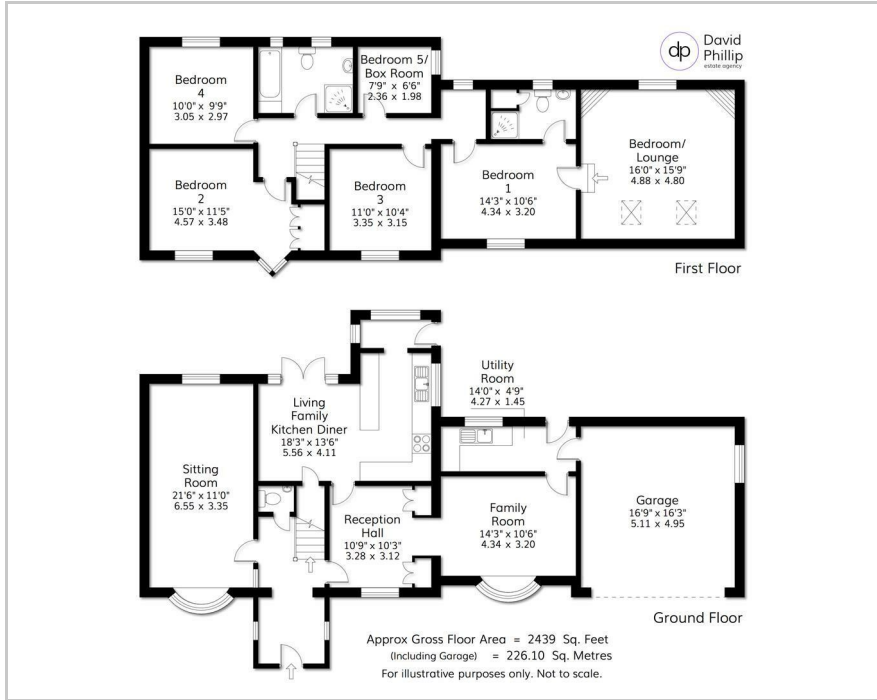 dp
David
Phillip
estate agency
Bedroom
4
10'0" x 9'9"
3.05 x 2.97
Bedroom 5/
Box Room
7'9" x 6'6"
2.36 x 1.98
Bedroom
2
15'0" x 11'5"
4.57 x 3.48
Bedroom
3
11'0" x 10'4"
3.35 x 3.15
Bedroom
1
14'3" x 10'6"
4.34 x 3.20
Bedroom/
Lounge
16'0" x 15'9"
4.88 x 4.80
First Floor
Living
Family
Kitchen Diner
18'3" x 13'6"
5.56 x 4.11
Utility
Room
14'0" x 4'9"
4.27 x 1.45
Sitting
Room
21'6" x 11'0"
6.55 x 3.35
Reception
Hall
10'9" x 10'3"
3.28 x 3.12
Family
Room
14'3" x 10'6"
4.34 x 3.20
Garage
16'9" x 16'3"
5.11 x 4.95
Ground Floor
Approx Gross Floor Area = 2439 Sq. Feet
(Including Garage) = 226.10 Sq. Metres
For illustrative purposes only. Not to scale.